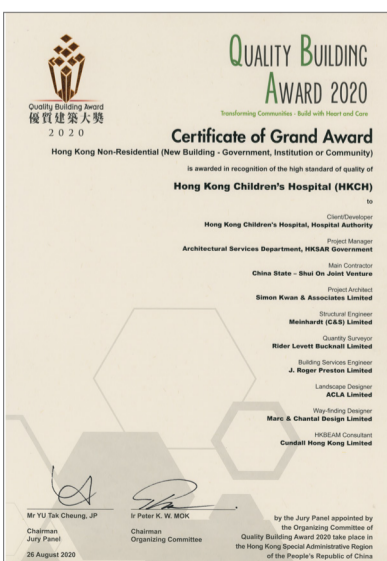 Quality Building Award
優質建築大獎
2020
QUALITY BUILDING
AWARD 2020
Transforming Communities - Build with Heart and Care
Certificate of Grand Award
Hong Kong Non-Residential (New Building - Government, Institution or Community)
is awarded in recognition of the high standard of quality of
Hong Kong Children's Hospital (HKCH)
to
Client/Developer
Hong Kong Children's Hospital, Hospital Authority
Project Manager
Architectural Services Department, HKSAR Government
Main Contractor
China State – Shui On Joint Venture
Project Architect
Simon Kwan & Associates Limited
Structural Engineer
Meinhardt (C&S) Limited
Quantity Surveyor
Rider Levett Bucknall Limited
Building Services Engineer
J. Roger Preston Limited
Landscape Designer
ACLA Limited
Way-finding Designer
Marc & Chantal Design Limited
HKBEAM Consultant
Cundall Hong Kong Limited
Mr YU Tak Cheung, JP
Chairman
Jury Panel
26 August 2020
Ir Peter K. W. MOK
Chairman
Organizing Committee
by the Jury Panel appointed by
the Organizing Committee of
Quality Building Award 2020 take place in
the Hong Kong Special Administrative Region
of the People's Republic of China